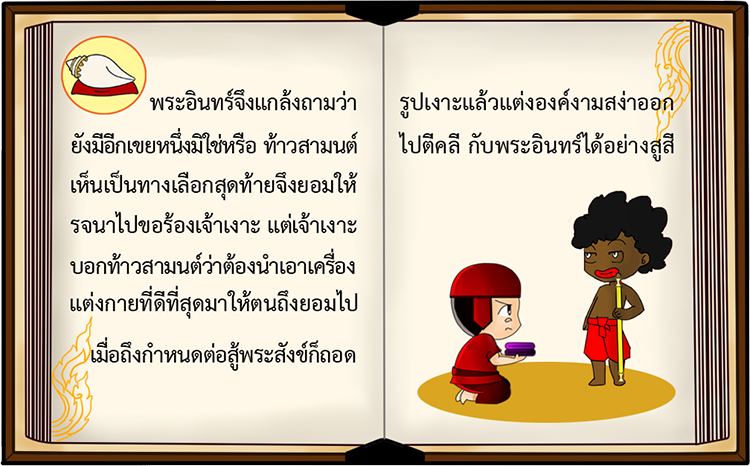 พระอินทร์จึงแกล้งถามว่า
ยังมีอีกเขยหนึ่งมิใช่หรือ ท้าวสามนต์
เห็นเป็นทางเลือกสุดท้ายจึงยอมให้
รจนาไปขอร้องเจ้าเงาะ แต่เจ้าเงาะ
บอกท้าวสามนต์ว่าต้องนำเอาเครื่อง
แต่งกายที่ดีที่สุดมาให้ตนถึงยอมไป
เมื่อถึงกำหนดต่อสู้พระสังข์ก็ถอด
รูปเงาะแล้วแต่งองค์งามสง่าออก
ไปตีคลี กับพระอินทร์ได้อย่างสูสี